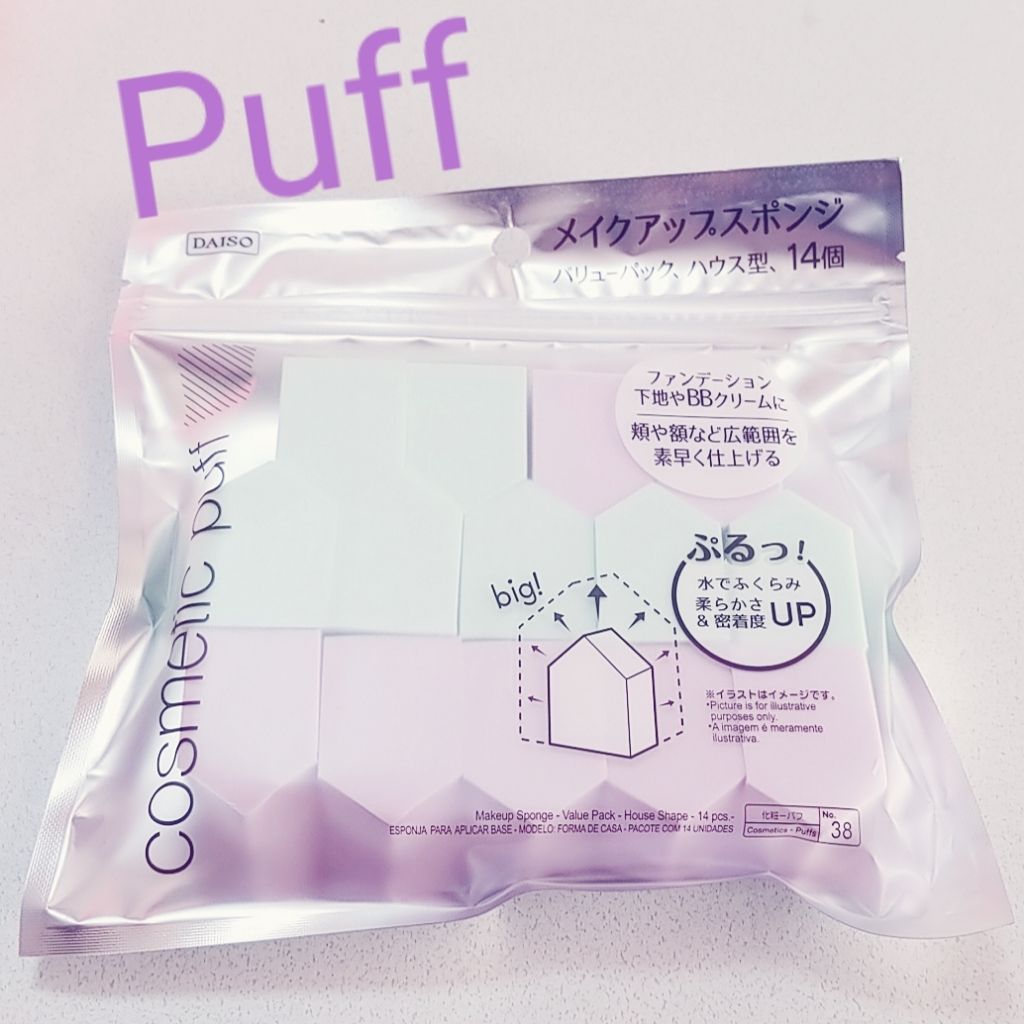 Puff
DAISO
メイクアップスポンジ
バリューパック、ハウス型、14個
cosmetic puff
ファンデーション
下地やBBクリームに
頬や額など広範囲を
素早く仕上げる
ぷるっ!
水でふくらみ
柔らかさ
&密着度 UP
big!
※イラストはイメージです。
•Picture is for illustrative
purposes only.
•A imagem é meramente
ilustrativa.
Makeup Sponge - Value Pack - House Shape - 14 pcs.-
ESPONJA PARA APLICAR BASE - MODELO: FORMA DE CASA - PACOTE COM 14 UNIDADES
化粧ーパフ
Cosmetics - Puffs
No.
38